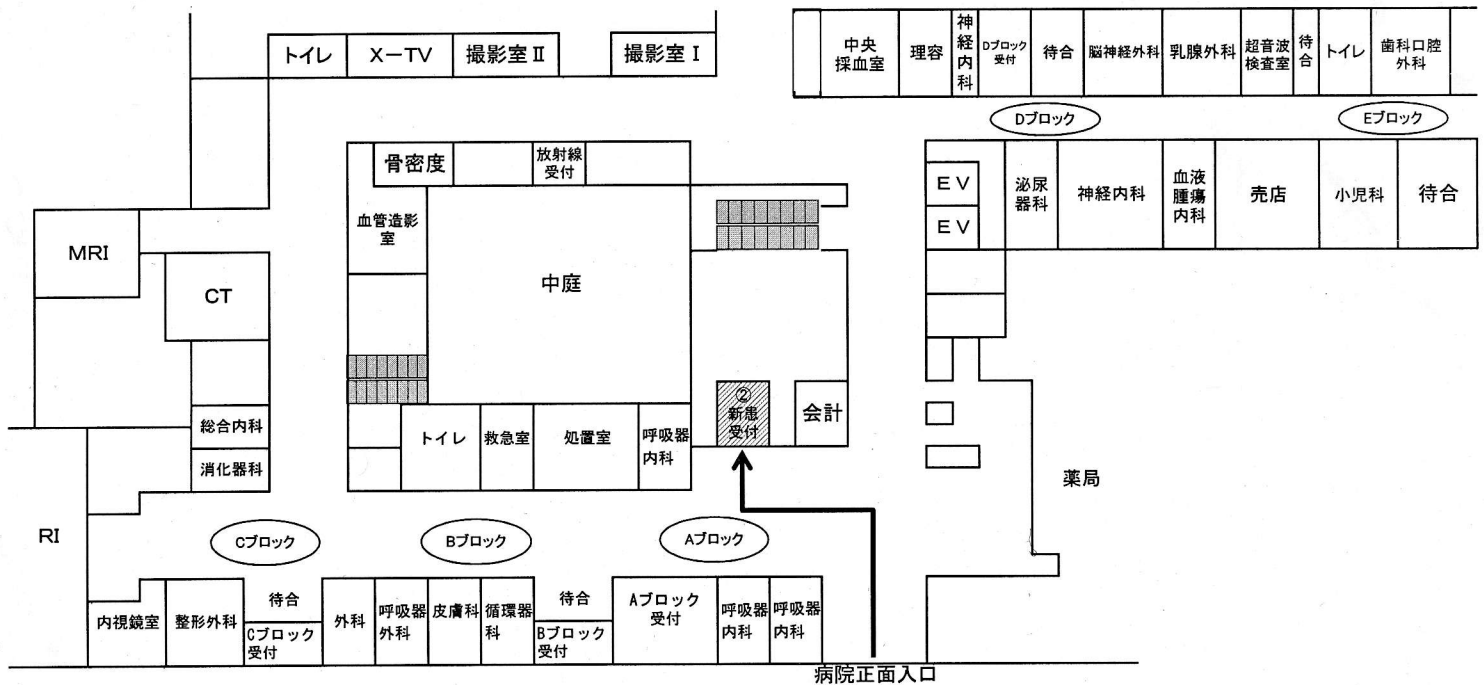 トイレ
X－TV
撮影室Ⅱ
撮影室Ⅰ
中央
採血室
理容
神経内科
Dブロック
受付
待合
脳神経外科
乳腺外科
超音波
検査室
待合
トイレ
歯科口腔
外科
Dブロック
Eブロック
骨密度
放射線
受付
血管造影
室
中庭
EV
EV
泌尿
器科
神経内科
血液
腫瘍
内科
売店
小児科
待合
MRI
CT
総合内科
消化器科
トイレ
救急室
処置室
呼吸器
内科
②
新患
受付
会計
薬局
RI
Cブロック
Bブロック
Aブロック
内視鏡室
整形外科
待合
Cブロック
受付
外科
呼吸器
外科
皮膚科
循環器
科
待合
Bブロック
受付
Aブロック
受付
呼吸器
内科
呼吸器
内科
病院正面入口